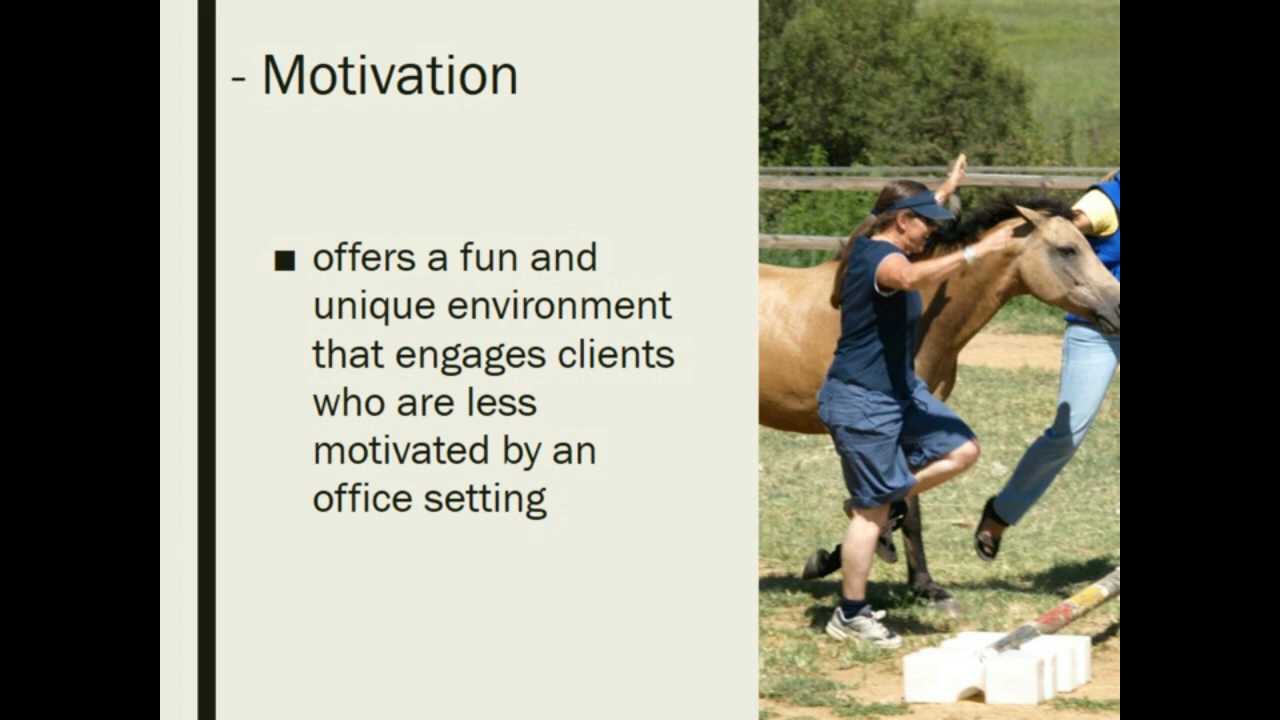 - Motivation
■ offers a fun and
unique environment
that engages clients
who are less
motivated by an
office setting